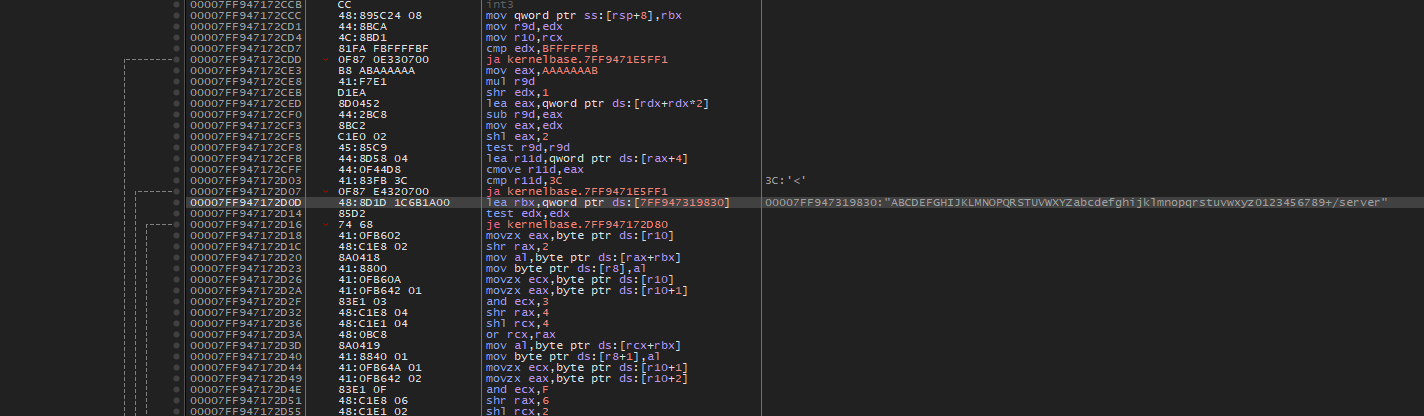 00007FF947172CCB CC int3
00007FF947172CCC 48:895C24 08 mov qword ptr ss:[rsp+8],rbx
00007FF947172CD1 44:8BCA mov r9d,edx
00007FF947172CD4 4C:8BD1 mov r10,rcx
00007FF947172CD7 81FA FBFFFFBF cmp edx,BFFFFFFB
00007FF947172CDD 0F87 0E330700 ja kernelbase.7FF9471E5FF1
00007FF947172CE3 B8 ABAAAAAA mov eax,AAAAAAAB
00007FF947172CE8 41:F7E1 mul r9d
00007FF947172CEB D1EA shr edx,1
00007FF947172CED 8D0452 lea eax,qword ptr ds:[rdx+rdx*2]
00007FF947172CF0 44:2BC8 sub r9d,eax
00007FF947172CF3 8BC2 mov eax,edx
00007FF947172CF5 C1E0 02 shl eax,2
00007FF947172CF8 45:85C9 test r9d,r9d
00007FF947172CFB 44:8D58 04 lea r11d,qword ptr ds:[rax+4]
00007FF947172CFF 44:0F44D8 cmove r11d,eax
00007FF947172D03 41:83FB 3C cmp r11d,3C 3C:'<'
00007FF947172D07 0F87 E4320700 ja kernelbase.7FF9471E5FF1
00007FF947172D0D 48:8D1D 1C6B1A00 lea rbx,qword ptr ds:[7FF947319830] 00007FF947319830:"ABCDEFGHIJKLMNOPQRSTUVWXYZabcdefghijklmnopqrstuvwxyz0123456789+/server"
00007FF947172D14 85D2 test edx,edx
00007FF947172D16 74 68 je kernelbase.7FF947172D80
00007FF947172D18 41:0FB602 movzx eax,byte ptr ds:[r10]
00007FF947172D1C 48:C1E8 02 shr rax,2
00007FF947172D20 8A0418 mov al,byte ptr ds:[rax+rbx]
00007FF947172D23 41:8800 mov byte ptr ds:[r8],al
00007FF947172D26 41:0FB60A movzx ecx,byte ptr ds:[r10]
00007FF947172D2A 41:0FB642 01 movzx eax,byte ptr ds:[r10+1]
00007FF947172D2F 83E1 03 and ecx,3
00007FF947172D32 48:C1E8 04 shr rax,4
00007FF947172D36 48:C1E1 04 shl rcx,4
00007FF947172D3A 48:0BC8 or rcx,rax
00007FF947172D3D 8A0419 mov al,byte ptr ds:[rcx+rbx]
00007FF947172D40 41:8840 01 mov byte ptr ds:[r8+1],al
00007FF947172D44 41:0FB64A 01 movzx ecx,byte ptr ds:[r10+1]
00007FF947172D49 41:0FB642 02 movzx eax,byte ptr ds:[r10+2]
00007FF947172D4E 83E1 0F and ecx,F
00007FF947172D51 48:C1E8 06 shr rax,6
00007FF947172D55 48:C1E1 02 shl rcx,2